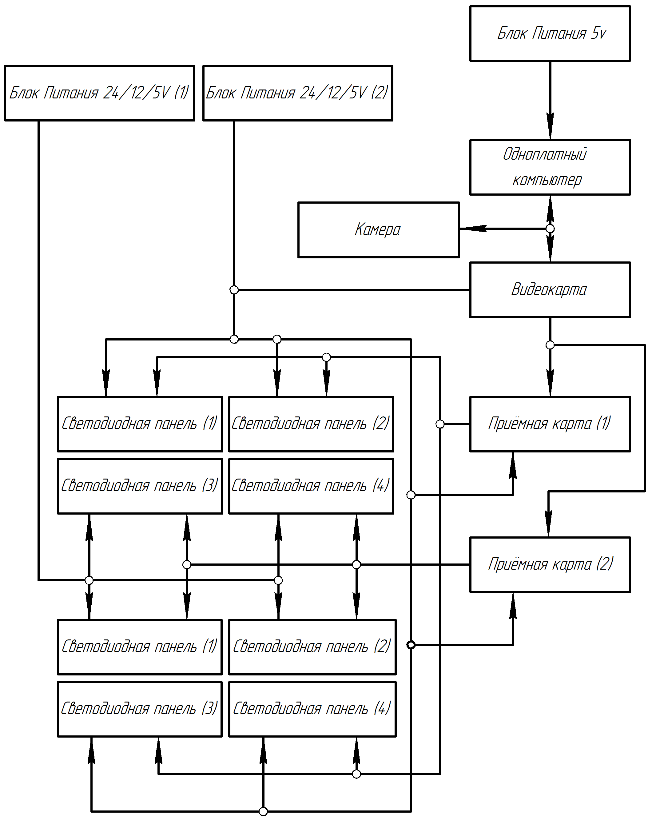 Блок Питания 5v
Блок Питания 24/12/5V (1)
Блок Питания 24/12/5V (2)
Одноплатный
компьютер
Камера
Видеокарта
Светодиодная панель (1)
Светодиодная панель (2)
Приёмная карта (1)
Светодиодная панель (3)
Светодиодная панель (4)
Приёмная карта (2)
Светодиодная панель (1)
Светодиодная панель (2)
Светодиодная панель (3)
Светодиодная панель (4)